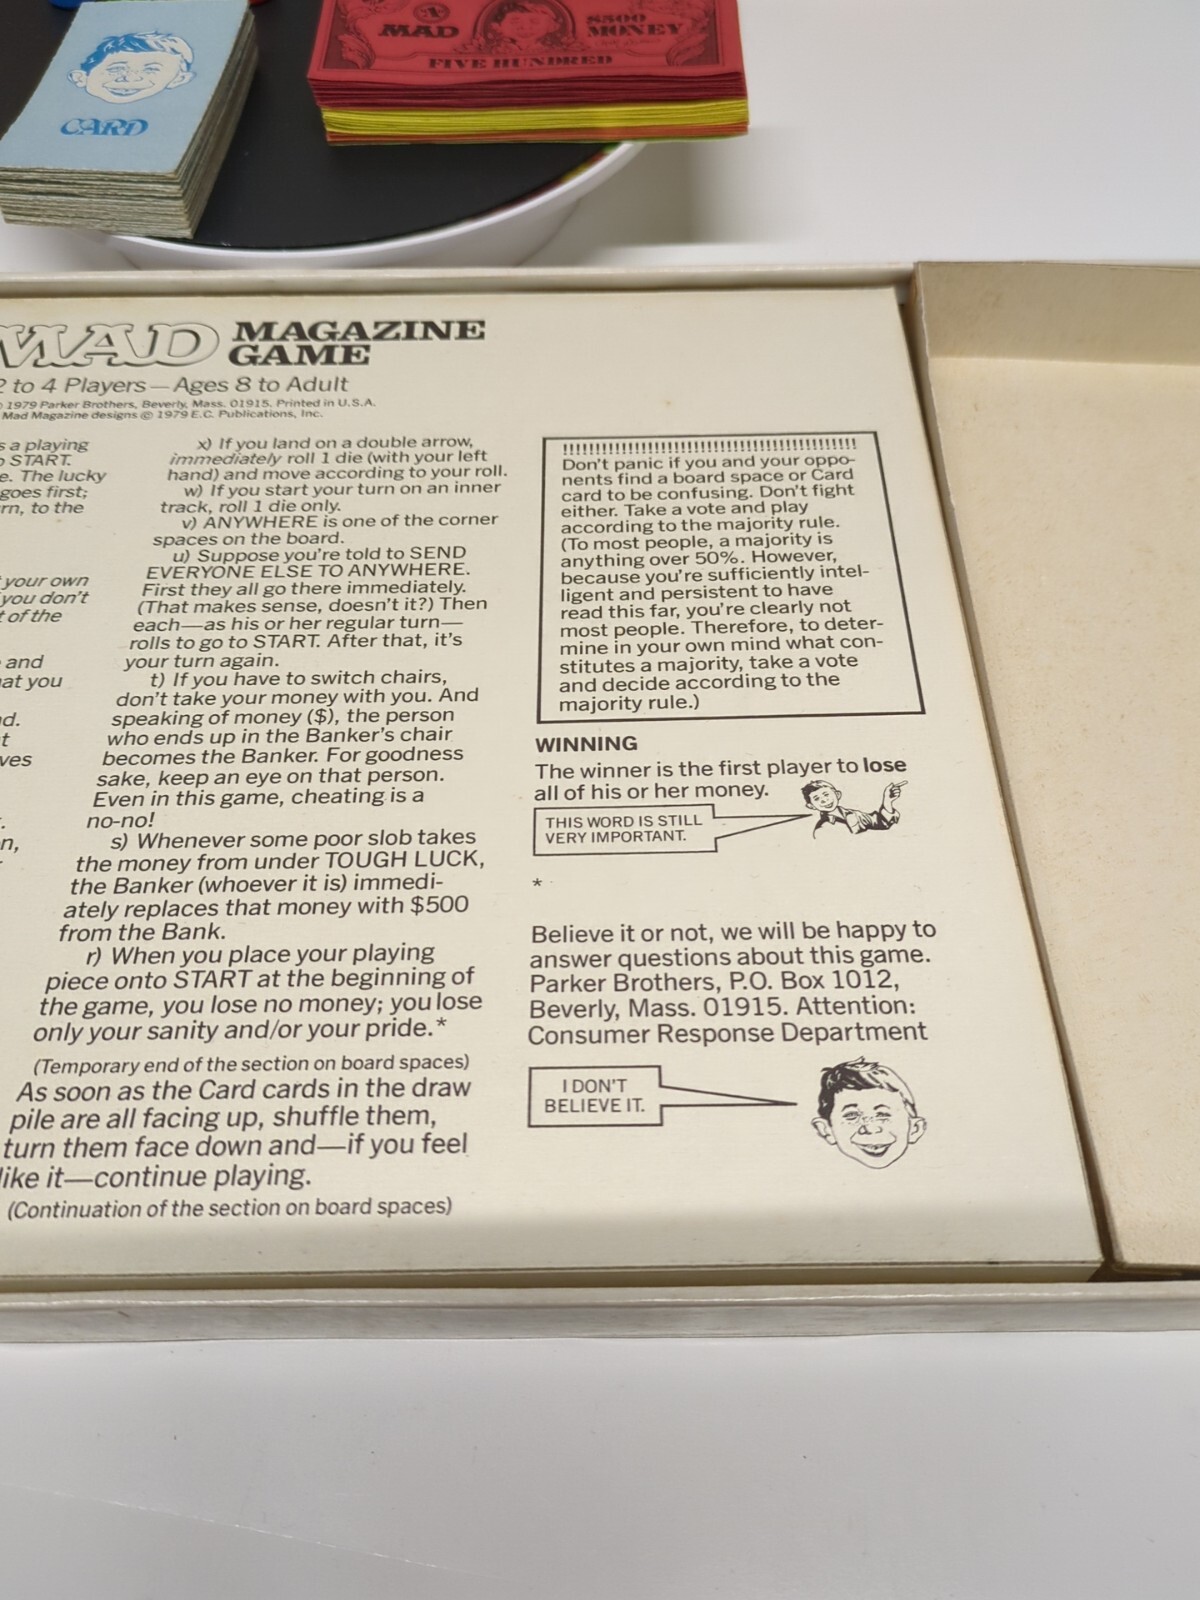 MAD
$500
MONEY
FIVE HUNDRED
CARD
MAD MAGAZINE
GAME
2 to 4 Players — Ages 8 to Adult
© 1979 Parker Brothers, Beverly, Mass. 01915. Printed in U.S.A.
Mad Magazine designs © 1979 E.C. Publications, Inc.
a playing
START.
The lucky
goes first;
to the
your own
you don't
of the
and
you
x) If you land on a double arrow,
immediately roll 1 die (with your left
hand) and move according to your roll.
w) If you start your turn on an inner
track, roll 1 die only.
v) ANYWHERE is one of the corner
spaces on the board.
u) Suppose you're told to SEND
EVERYONE ELSE TO ANYWHERE.
First they all go there immediately.
(That makes sense, doesn't it?) Then
each—as his or her regular turn—
rolls to go to START. After that, it's
your turn again.
t) If you have to switch chairs,
don't take your money with you. And
speaking of money ($), the person
who ends up in the Banker's chair
becomes the Banker. For goodness
sake, keep an eye on that person.
Even in this game, cheating is a
no-no!
s) Whenever some poor slob takes
the money from under TOUGH LUCK,
the Banker (whoever it is) immedi-
ately replaces that money with $500
from the Bank.
r) When you place your playing
piece onto START at the beginning of
the game, you lose no money; you lose
only your sanity and/or your pride.*
(Temporary end of the section on board spaces)
As soon as the Card cards in the draw
pile are all facing up, shuffle them,
turn them face down and—if you feel
like it—continue playing.
(Continuation of the section on board spaces)
!!!!!!!!!!!!!!!!!!!!!!!!!!!!!!!!!!!!!!!!!!!!!!!!
Don't panic if you and your oppo-
nents find a board space or Card
card to be confusing. Don't fight
either. Take a vote and play
according to the majority rule.
(To most people, a majority is
anything over 50%. However,
because you're sufficiently intel-
ligent and persistent to have
read this far, you're clearly not
most people. Therefore, to deter-
mine in your own mind what con-
stitutes a majority, take a vote
and decide according to the
majority rule.)
WINNING
The winner is the first player to lose
all of his or her money.
THIS WORD IS STILL
VERY IMPORTANT.
*
Believe it or not, we will be happy to
answer questions about this game.
Parker Brothers, P.O. Box 1012,
Beverly, Mass. 01915. Attention:
Consumer Response Department
I DON'T
BELIEVE IT.